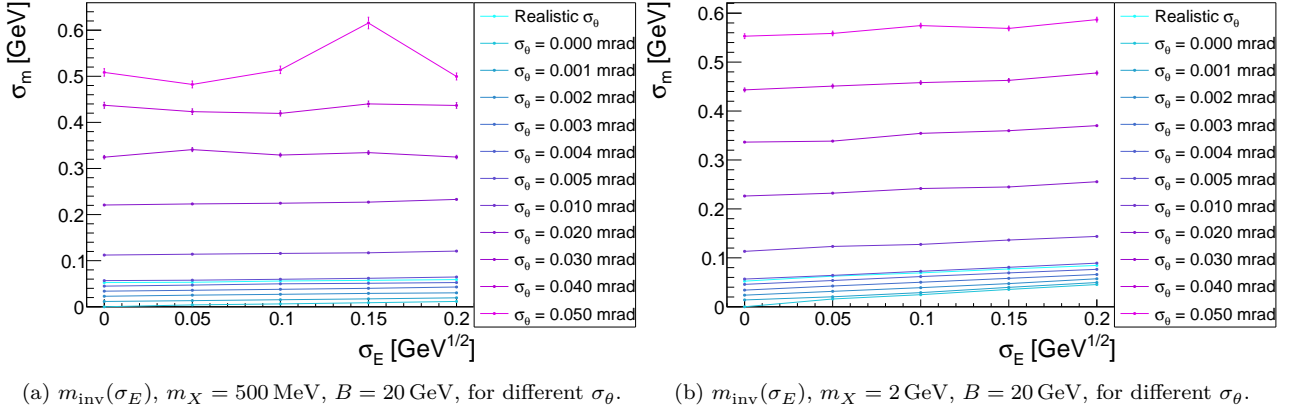 σm [GeV]
0.6
0.5
0.4
0.3
0.2
0.1
0
0 0.05 0.1 0.15 0.2
σE [GeV^1/2]
Realistic σθ
σθ = 0.000 mrad
σθ = 0.001 mrad
σθ = 0.002 mrad
σθ = 0.003 mrad
σθ = 0.004 mrad
σθ = 0.005 mrad
σθ = 0.010 mrad
σθ = 0.020 mrad
σθ = 0.030 mrad
σθ = 0.040 mrad
σθ = 0.050 mrad
(a) minv(σE), mX = 500 MeV, B = 20 GeV, for different σθ.
σm [GeV]
0.6
0.5
0.4
0.3
0.2
0.1
0
0 0.05 0.1 0.15 0.2
σE [GeV^1/2]
Realistic σθ
σθ = 0.000 mrad
σθ = 0.001 mrad
σθ = 0.002 mrad
σθ = 0.003 mrad
σθ = 0.004 mrad
σθ = 0.005 mrad
σθ = 0.010 mrad
σθ = 0.020 mrad
σθ = 0.030 mrad
σθ = 0.040 mrad
σθ = 0.050 mrad
(b) minv(σE), mX = 2 GeV, B = 20 GeV, for different σθ.